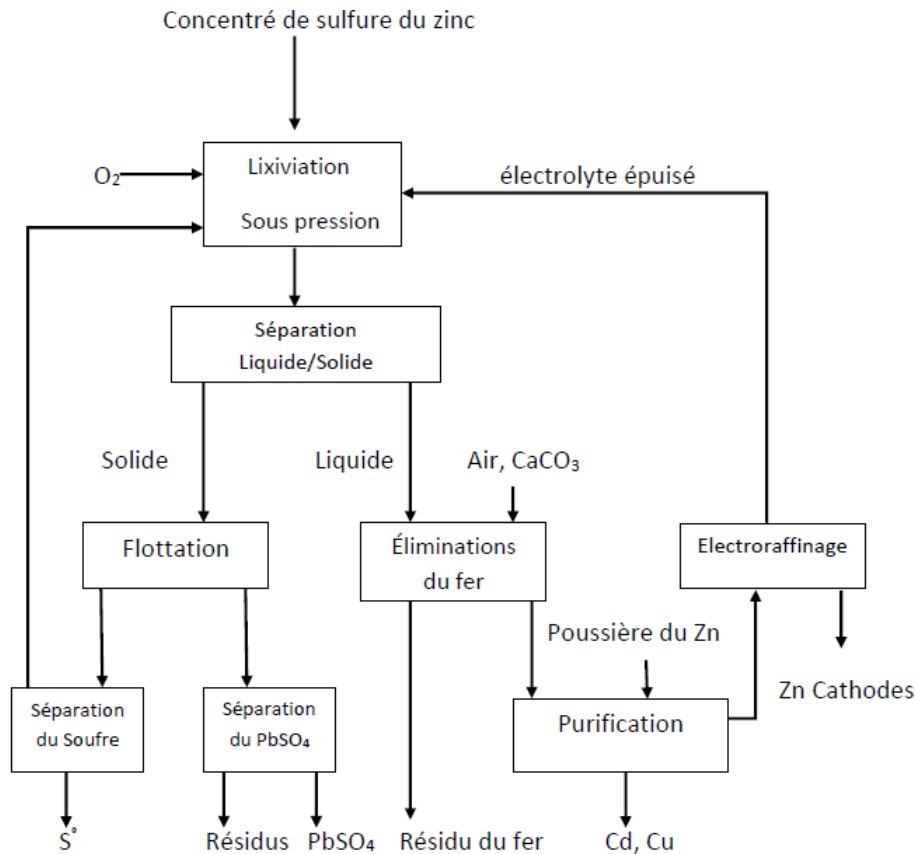 Concentré de sulfure du zinc
Lixiviation
O₂
électrolyte épuisé
Sous pression
Séparation
Liquide/Solide
Solide
Liquide
Air, CaCO₃
Flottation
Éliminations
du fer
Electroraffinage
Poussière du Zn
Zn Cathodes
Séparation
du Soufre
Séparation
du PbSO₄
Purification
S°
Résidus
PbSO₄
Résidu du fer
Cd, Cu